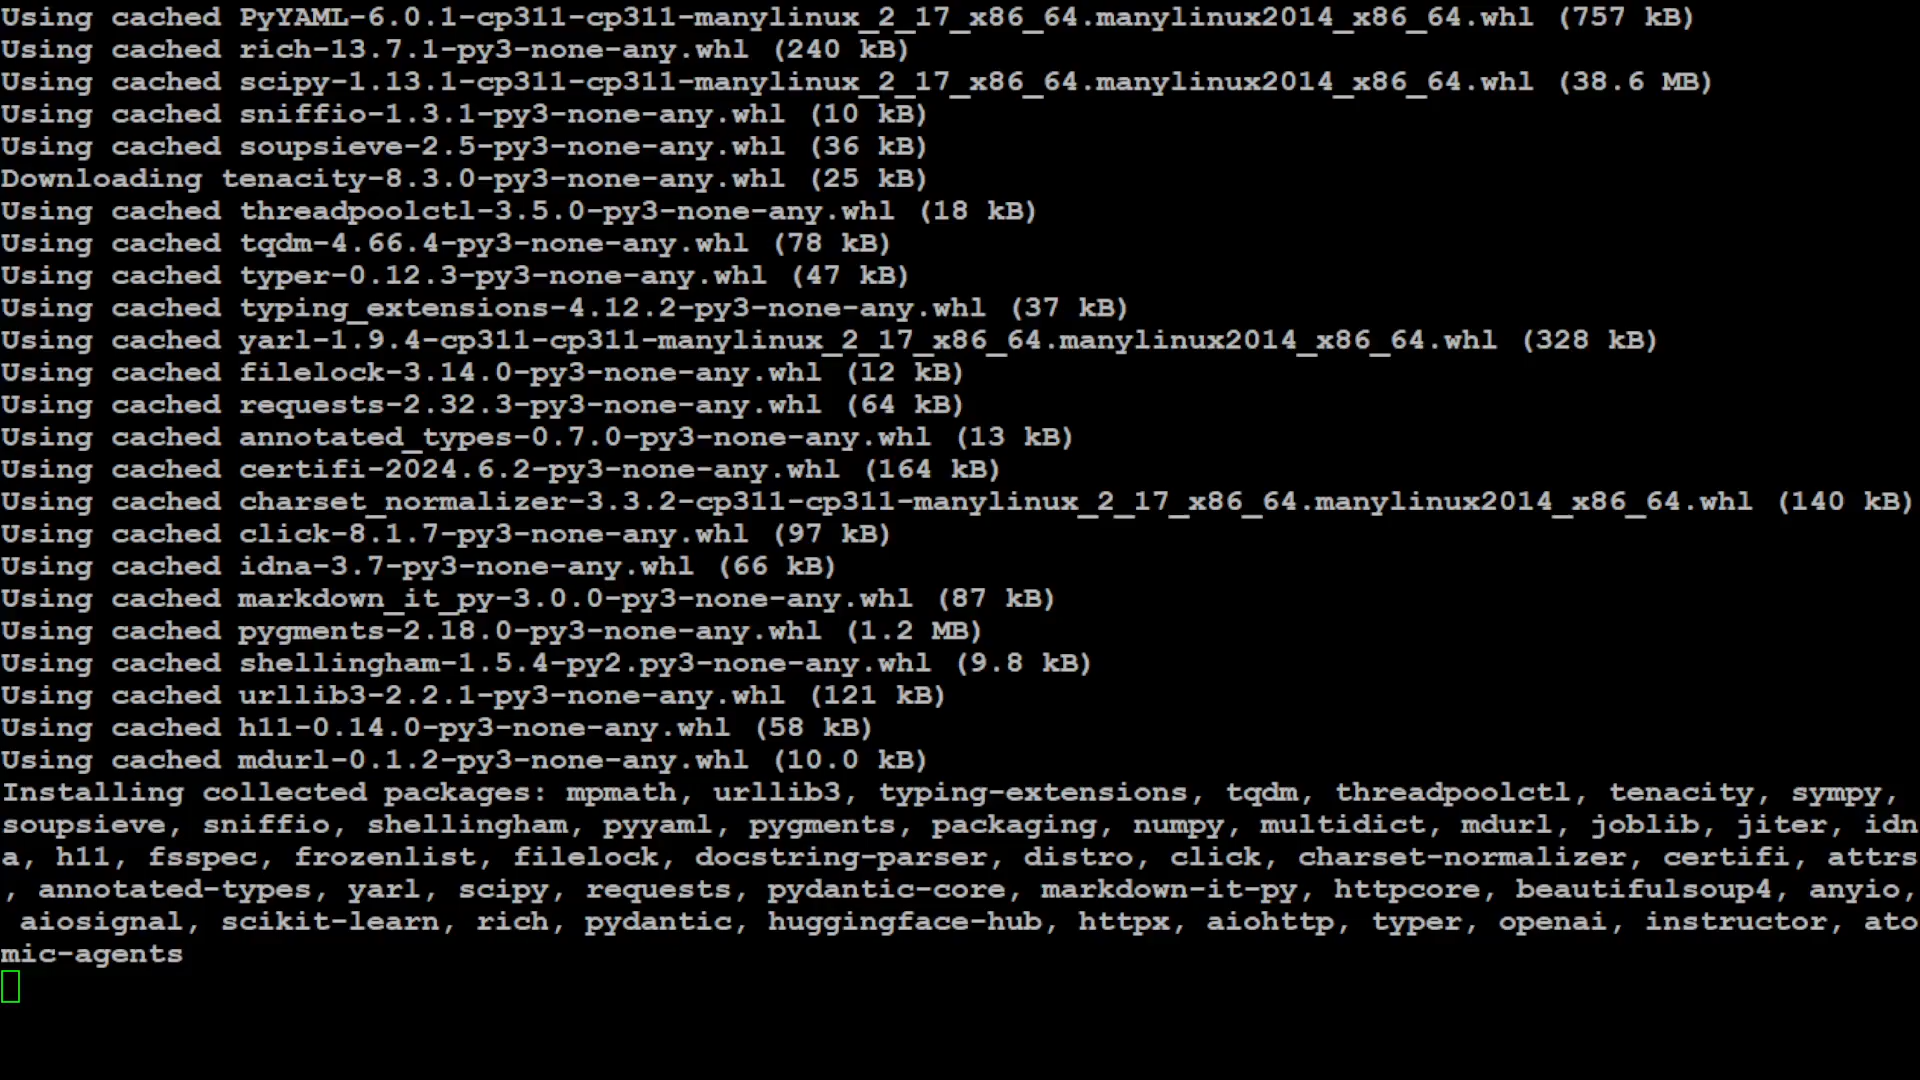 Using cached PyYAML-6.0.1-cp311-cp311-manylinux_2_17_x86_64.manylinux2014_x86_64.whl (757 kB)
Using cached rich-13.7.1-py3-none-any.whl (240 kB)
Using cached scipy-1.13.1-cp311-cp311-manylinux_2_17_x86_64.manylinux2014_x86_64.whl (38.6 MB)
Using cached sniffio-1.3.1-py3-none-any.whl (10 kB)
Using cached soupsieve-2.5-py3-none-any.whl (36 kB)
Downloading tenacity-8.3.0-py3-none-any.whl (25 kB)
Using cached threadpoolctl-3.5.0-py3-none-any.whl (18 kB)
Using cached tqdm-4.66.4-py3-none-any.whl (78 kB)
Using cached typer-0.12.3-py3-none-any.whl (47 kB)
Using cached typing_extensions-4.12.2-py3-none-any.whl (37 kB)
Using cached yarl-1.9.4-cp311-cp311-manylinux_2_17_x86_64.manylinux2014_x86_64.whl (328 kB)
Using cached filelock-3.14.0-py3-none-any.whl (12 kB)
Using cached requests-2.32.3-py3-none-any.whl (64 kB)
Using cached annotated_types-0.7.0-py3-none-any.whl (13 kB)
Using cached certifi-2024.6.2-py3-none-any.whl (164 kB)
Using cached charset_normalizer-3.3.2-cp311-cp311-manylinux_2_17_x86_64.manylinux2014_x86_64.whl (140 kB)
Using cached click-8.1.7-py3-none-any.whl (97 kB)
Using cached idna-3.7-py3-none-any.whl (66 kB)
Using cached markdown_it_py-3.0.0-py3-none-any.whl (87 kB)
Using cached pygments-2.18.0-py3-none-any.whl (1.2 MB)
Using cached shellingham-1.5.4-py2.py3-none-any.whl (9.8 kB)
Using cached urllib3-2.2.1-py3-none-any.whl (121 kB)
Using cached h11-0.14.0-py3-none-any.whl (58 kB)
Using cached mdurl-0.1.2-py3-none-any.whl (10.0 kB)
Installing collected packages: mpmath, urllib3, typing-extensions, tqdm, threadpoolctl, tenacity, sympy,
soupsieve, sniffio, shellingham, pyyaml, pygments, packaging, numpy, multidict, mdurl, joblib, jiter, idn
a, h11, fsspec, frozenlist, filelock, docstring-parser, distro, click, charset-normalizer, certifi, attrs
, annotated-types, yarl, scipy, requests, pydantic-core, markdown-it-py, httpcore, beautifulsoup4, anyio,
aiosignal, scikit-learn, rich, pydantic, huggingface-hub, httpx, aiohttp, typer, openai, instructor, ato
mic-agents